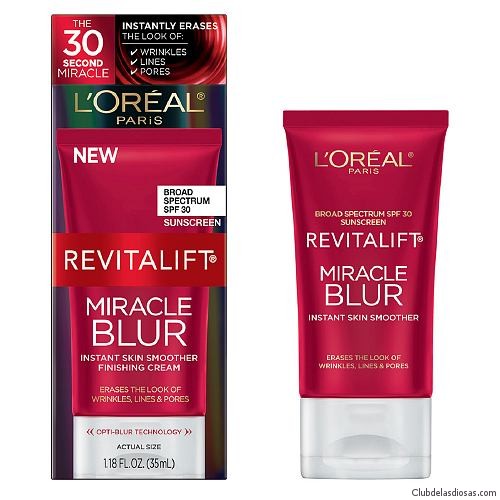 THE
30
SECOND
MIRACLE
INSTANTLY ERASES
THE LOOK OF:
✓ WRINKLES
✓ LINES
✓ PORES
L'ORÉAL®
PARIS
NEW
BROAD
SPECTRUM
SPF 30
SUNSCREEN
REVITALIFT®
MIRACLE
BLUR
INSTANT SKIN SMOOTHER
FINISHING CREAM
ERASES THE LOOK OF
WRINKLES, LINES & PORES
‹‹ OPTI-BLUR TECHNOLOGY ››
ACTUAL SIZE
1.18 FL.OZ. (35mL)
L'ORÉAL®
PARIS
BROAD SPECTRUM SPF 30
SUNSCREEN
REVITALIFT®
MIRACLE
BLUR
INSTANT SKIN SMOOTHER
ERASES THE LOOK OF
WRINKLES, LINES & PORES
Clubdelasdiosas.com